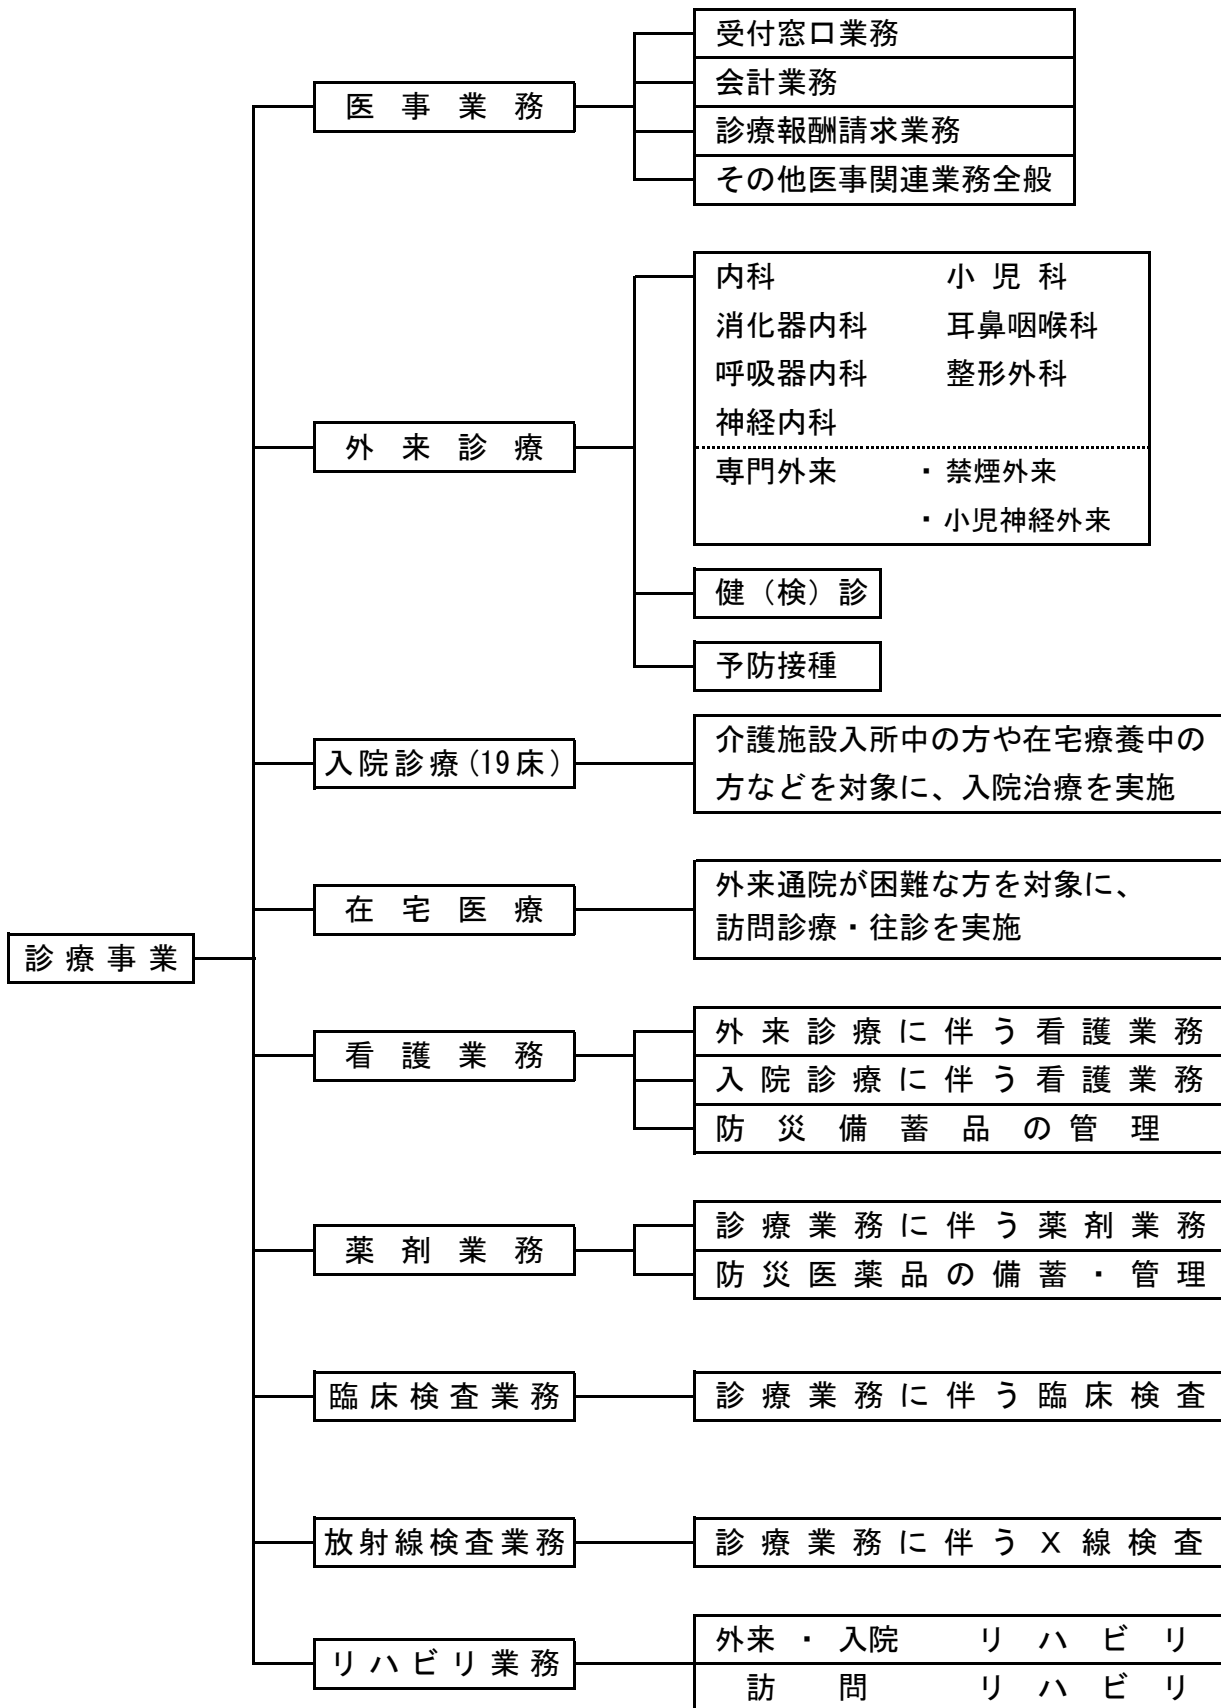 受付窓口業務
会計業務
医事業務
診療報酬請求業務
その他医事関連業務全般
内科 小児科
消化器内科 耳鼻咽喉科
呼吸器内科 整形外科
神経内科
外来診療
専門外来 ・禁煙外来
・小児神経外来
健（検）診
予防接種
入院診療(19床)
介護施設入所中の方や在宅療養中の
方などを対象に、入院治療を実施
在宅医療
外来通院が困難な方を対象に、
訪問診療・往診を実施
診療事業
看護業務
外来診療に伴う看護業務
入院診療に伴う看護業務
防災備蓄品の管理
薬剤業務
診療業務に伴う薬剤業務
防災医薬品の備蓄・管理
臨床検査業務
診療業務に伴う臨床検査
放射線検査業務
診療業務に伴うX線検査
リハビリ業務
外来・入院 リハビリ
訪問 リハビリ